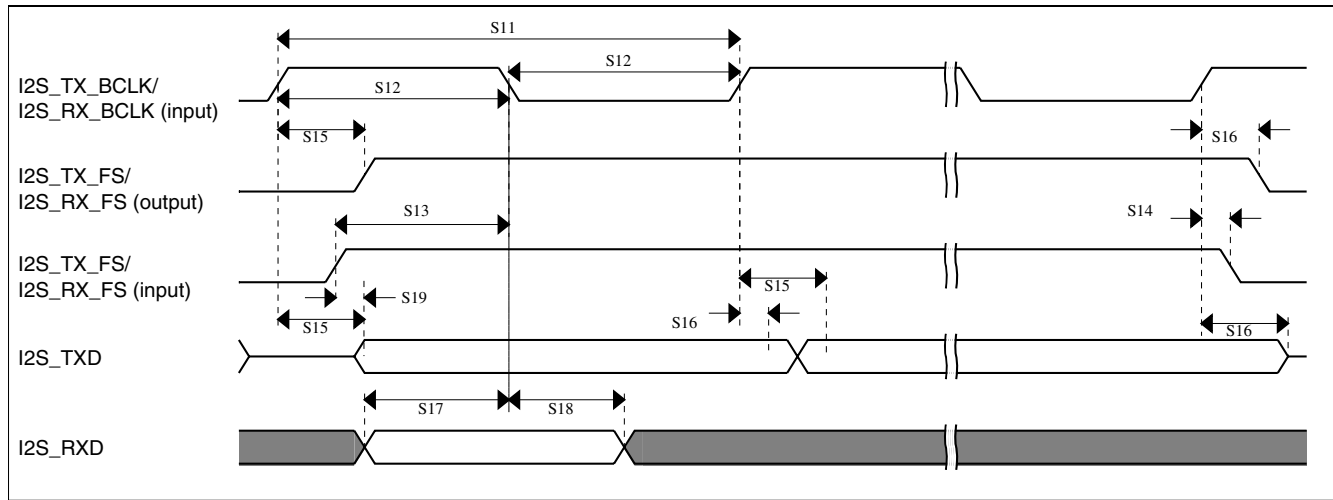 S11
S12
I2S_TX_BCLK/
I2S_RX_BCLK (input)
S12
S15
S16
I2S_TX_FS/
I2S_RX_FS (output)
S13
S14
I2S_TX_FS/
I2S_RX_FS (input)
S15
S19
S15
S16
S16
I2S_TXD
S17
S18
I2S_RXD